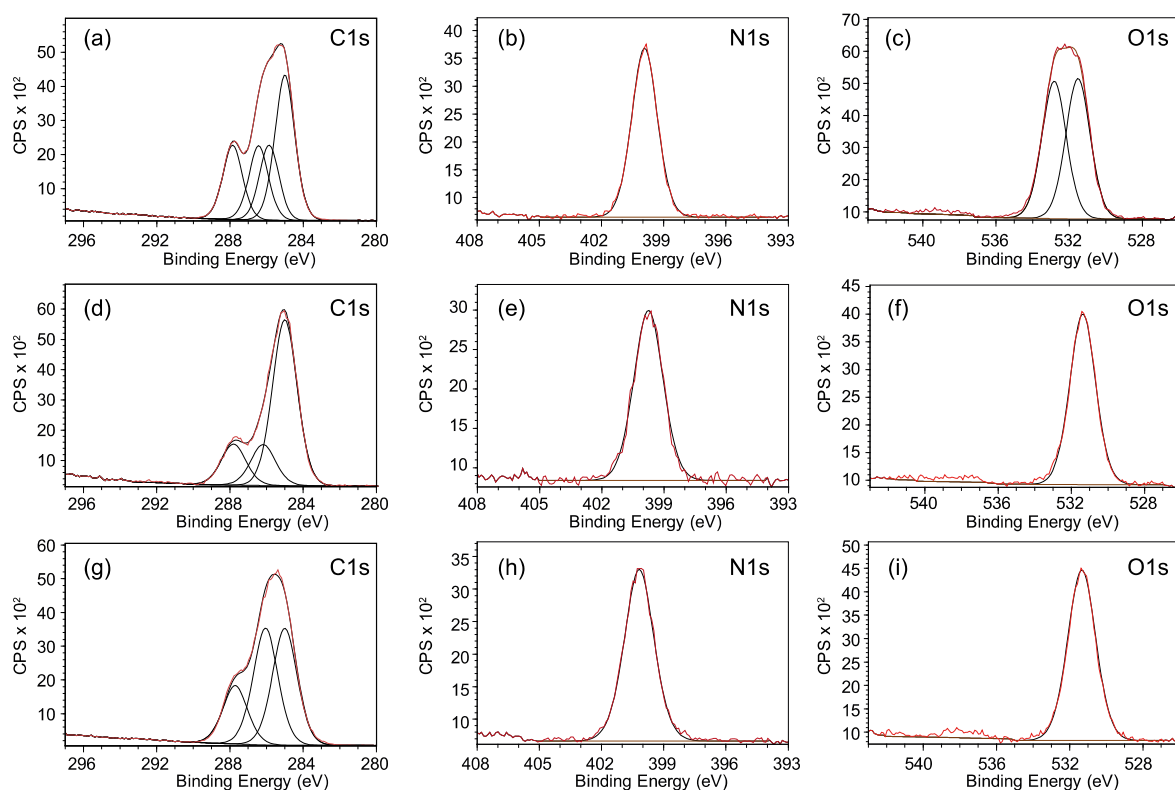 (a) C1s
CPS x 10²
50
40
30
20
10
296 292 288 284 280
Binding Energy (eV)
(b) N1s
CPS x 10²
40
30
20
10
408 405 402 399 396 393
Binding Energy (eV)
(c) O1s
CPS x 10²
70
60
50
40
30
20
10
540 536 532 528
Binding Energy (eV)
(d) C1s
CPS x 10²
60
50
40
30
20
10
296 292 288 284 280
Binding Energy (eV)
(e) N1s
CPS x 10²
30
25
20
15
10
408 405 402 399 396 393
Binding Energy (eV)
(f) O1s
CPS x 10²
45
40
35
30
25
20
15
10
540 536 532 528
Binding Energy (eV)
(g) C1s
CPS x 10²
60
50
40
30
20
10
296 292 288 284 280
Binding Energy (eV)
(h) N1s
CPS x 10²
35
30
25
20
15
10
408 405 402 399 396 393
Binding Energy (eV)
(i) O1s
CPS x 10²
50
45
40
35
30
25
20
15
10
540 536 532 528
Binding Energy (eV)